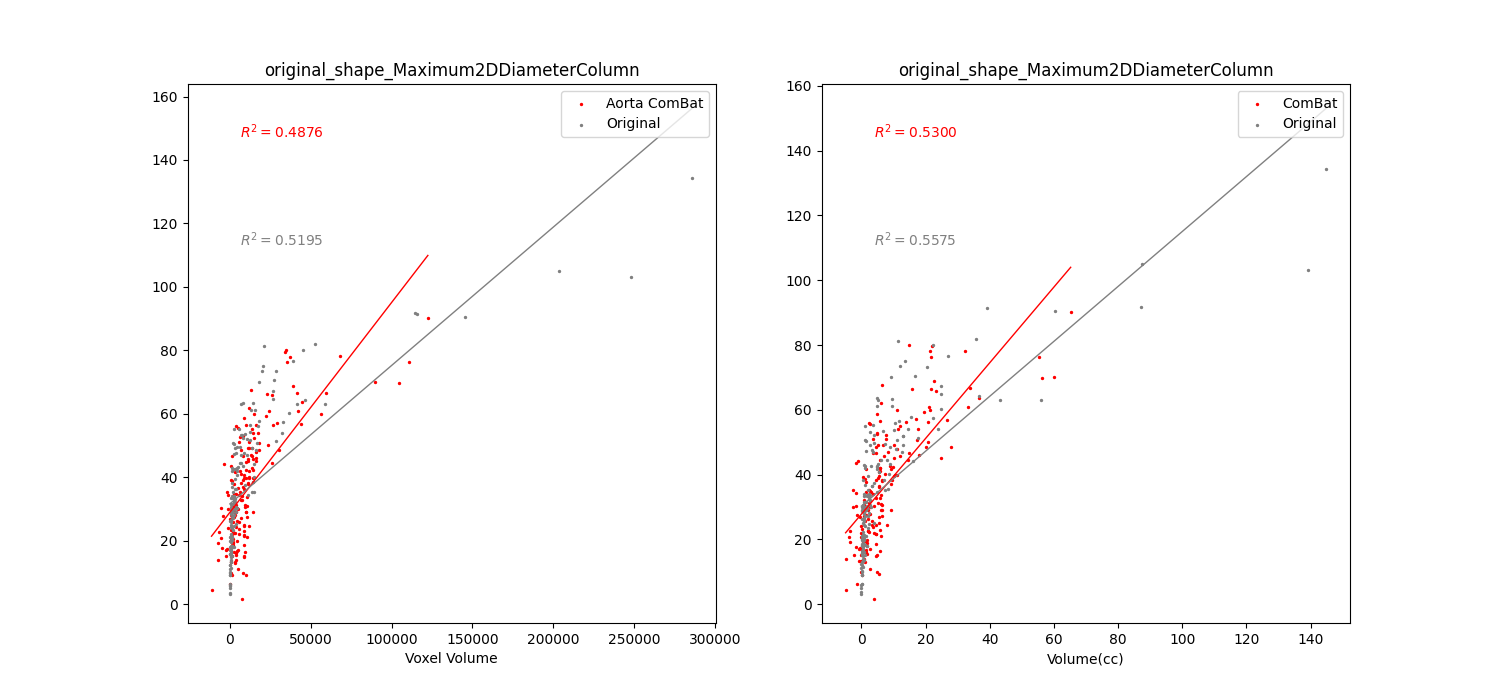 original_shape_Maximum2DDiameterColumn
Aorta ComBat
Original
R² = 0.4876
R² = 0.5195
160
140
120
100
80
60
40
20
0
0 50000 100000 150000 200000 250000 300000
Voxel Volume
original_shape_Maximum2DDiameterColumn
ComBat
Original
R² = 0.5300
R² = 0.5575
160
140
120
100
80
60
40
20
0
0 20 40 60 80 100 120 140
Volume(cc)